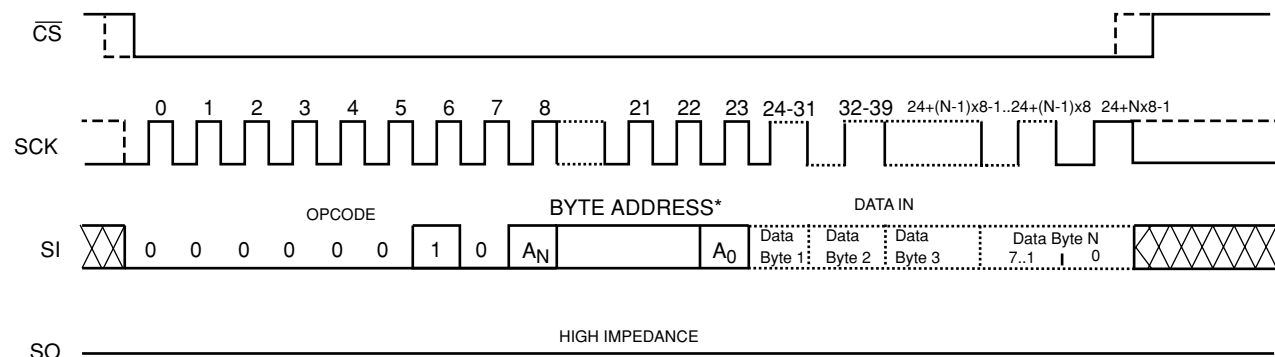 CS
0 1 2 3 4 5 6 7 8 21 22 23 24-31 32-39 24+(N-1)x8-1..24+(N-1)x8 24+Nx8-1
SCK
OPCODE BYTE ADDRESS* DATA IN
SI 0 0 0 0 0 0 1 0 AN A0 Data Byte 1 Data Byte 2 Data Byte 3 Data Byte N 7..1 0
HIGH IMPEDANCE
SO